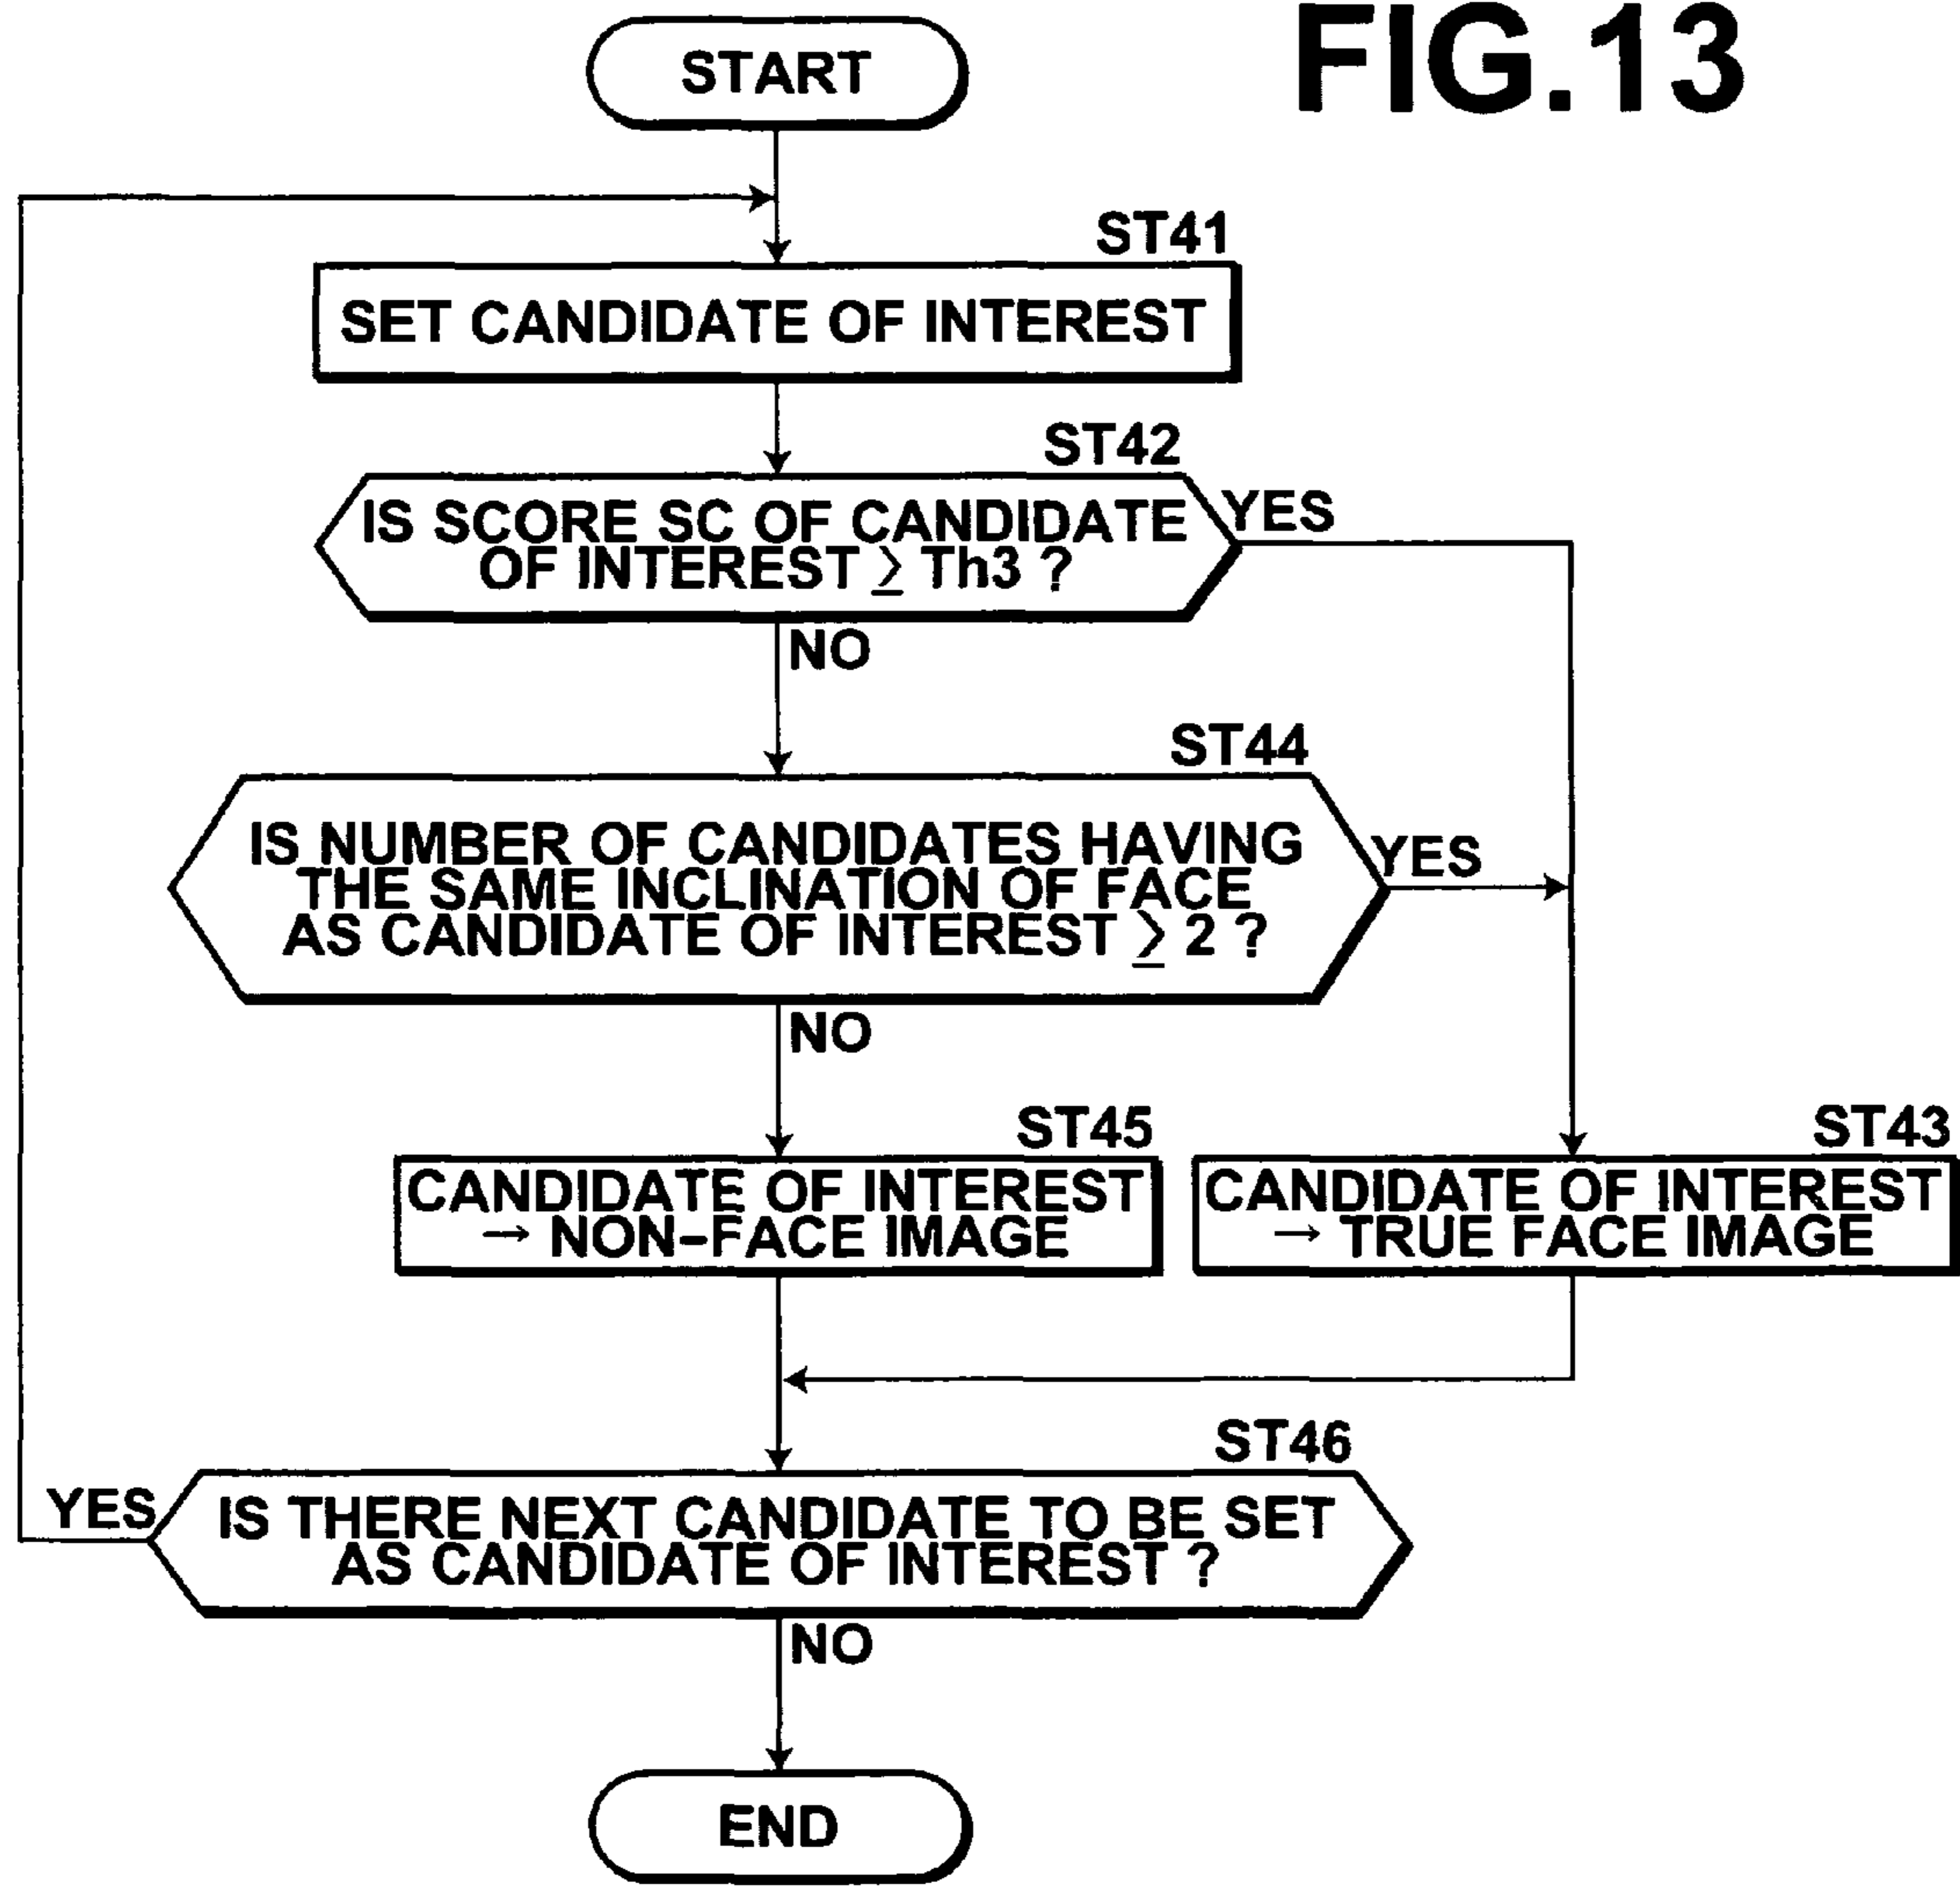 FIG.13
START
ST41
SET CANDIDATE OF INTEREST
ST42
IS SCORE SC OF CANDIDATE
OF INTEREST ≥ Th3 ?
YES
NO
ST44
IS NUMBER OF CANDIDATES HAVING
THE SAME INCLINATION OF FACE
AS CANDIDATE OF INTEREST ≥ 2 ?
YES
NO
ST45
CANDIDATE OF INTEREST
→ NON-FACE IMAGE
ST43
CANDIDATE OF INTEREST
→ TRUE FACE IMAGE
ST46
YES
IS THERE NEXT CANDIDATE TO BE SET
AS CANDIDATE OF INTEREST ?
NO
END